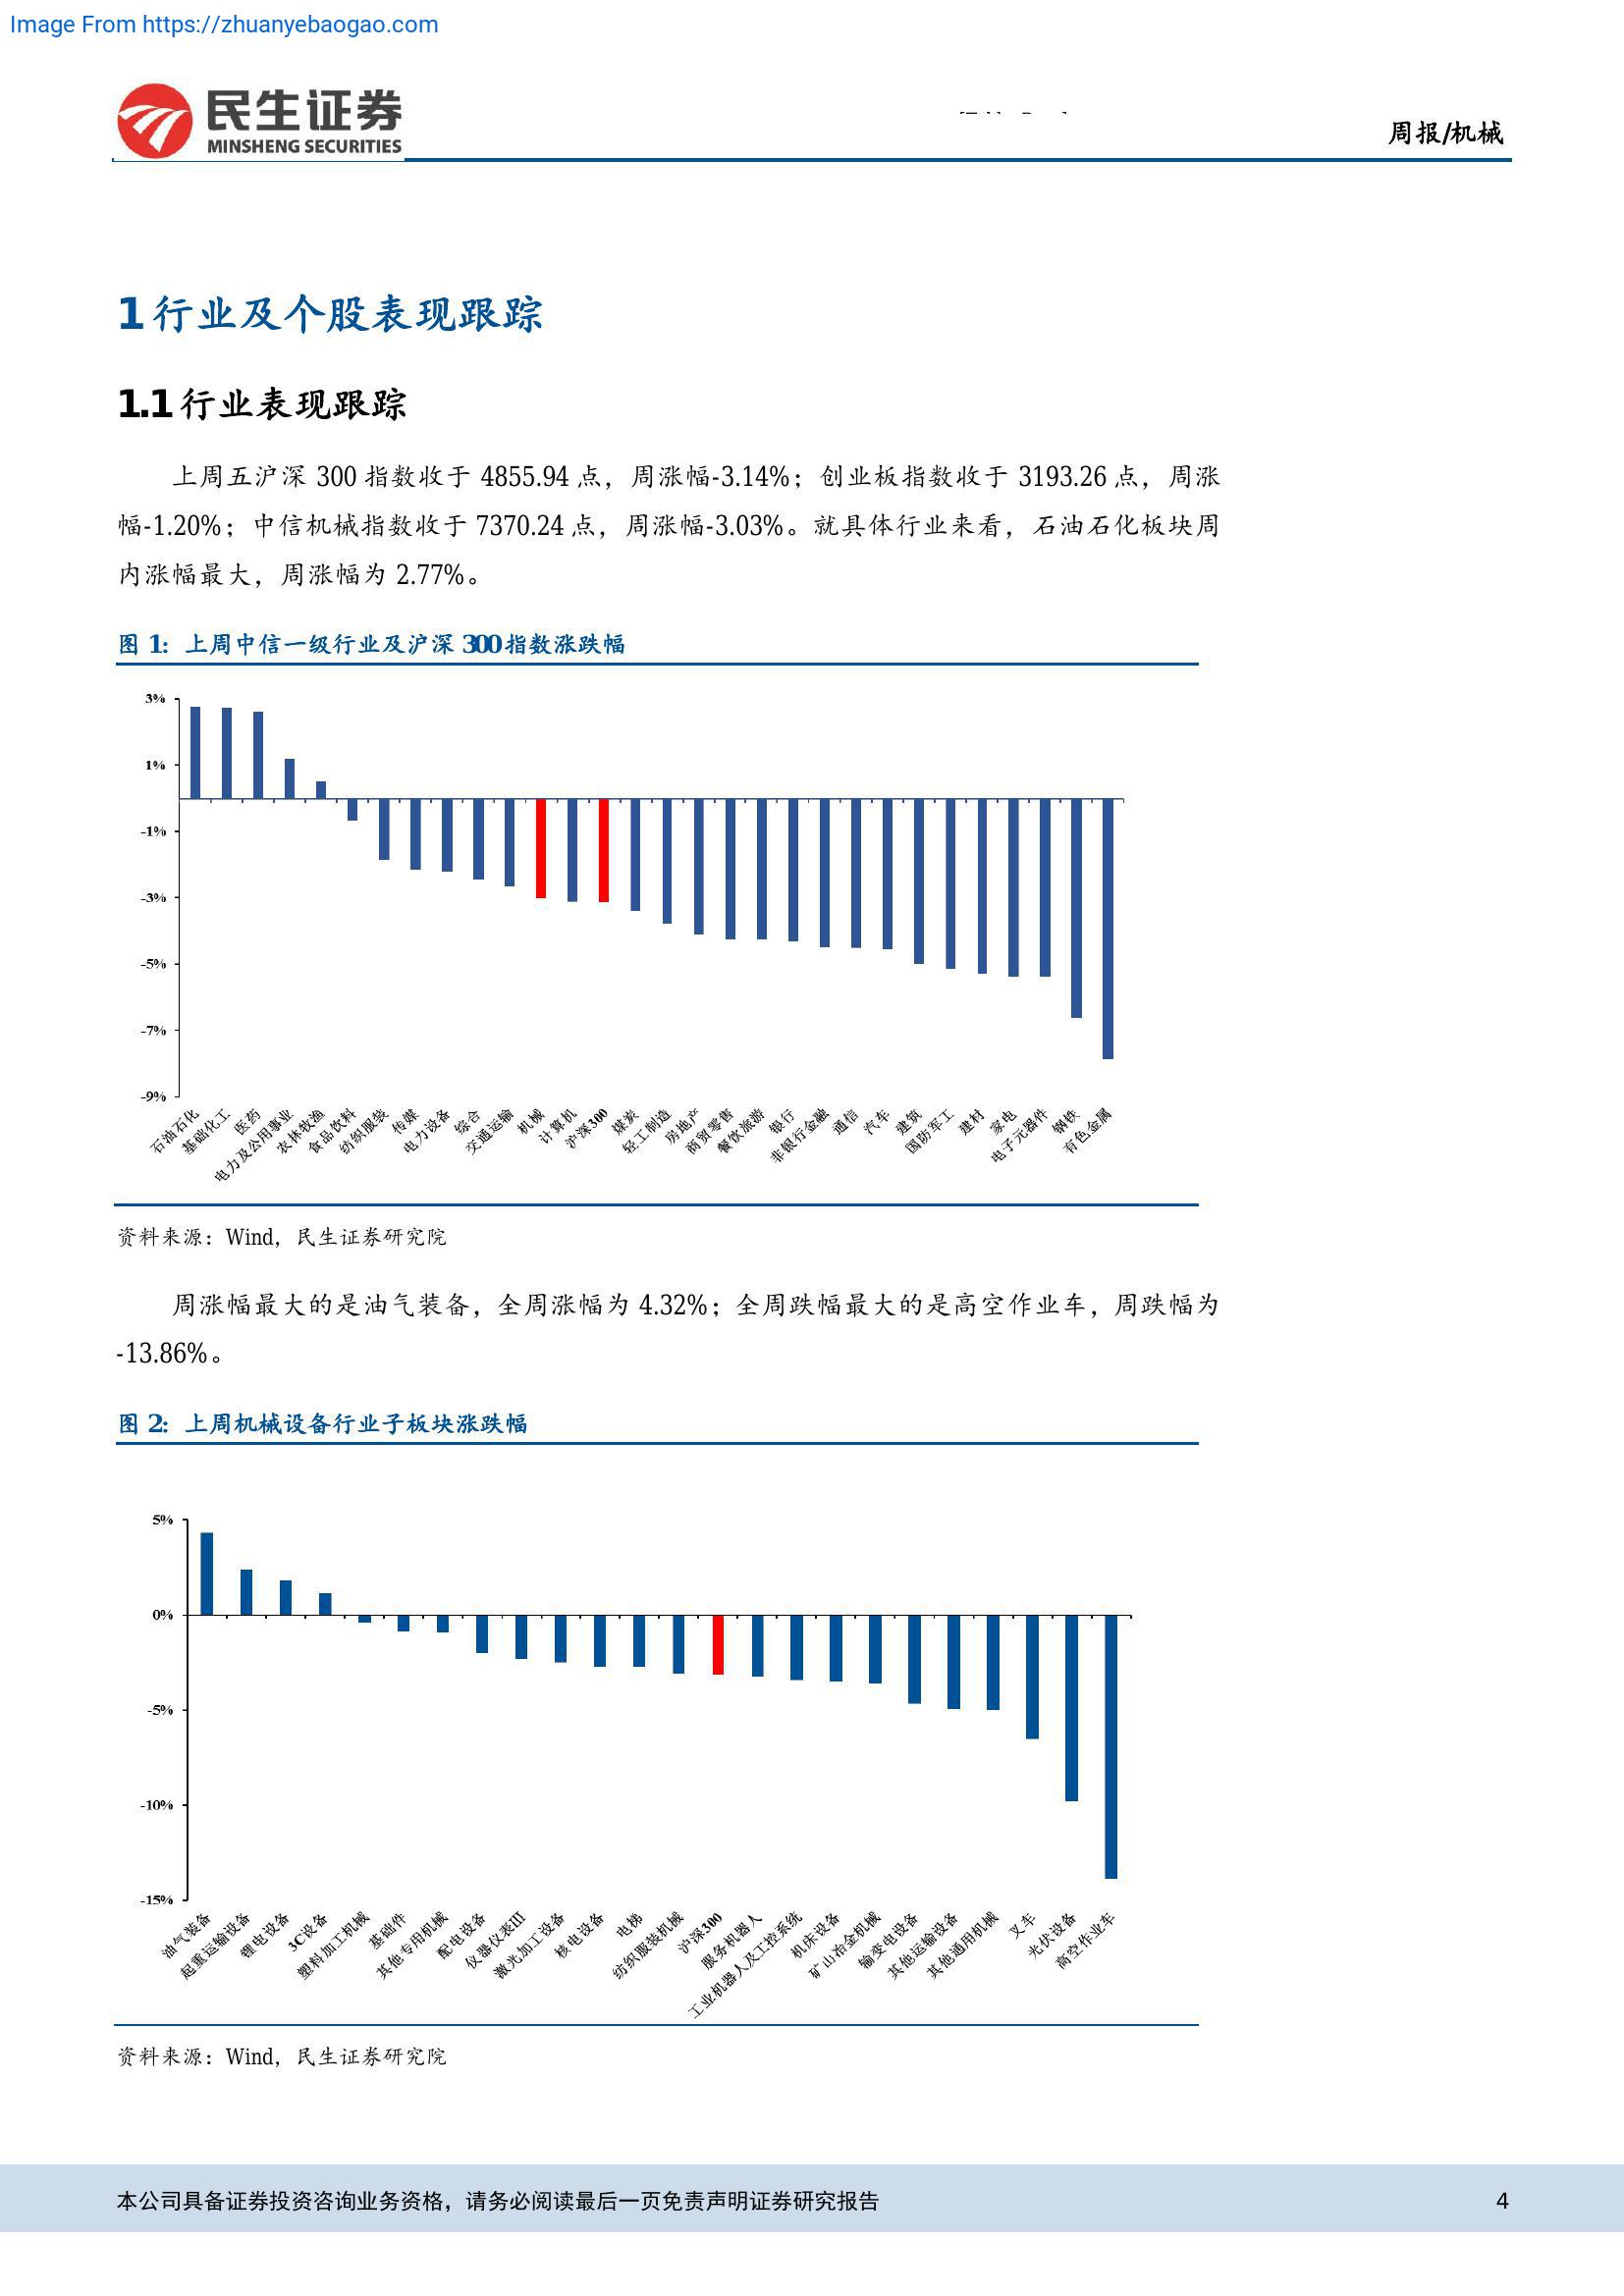 Image From https://zhuanyebaogao.com
民生证券
MINSHENG SECURITIES
周报/机械
1 行业及个股表现跟踪
1.1 行业表现跟踪
上周五沪深 300 指数收于 4855.94 点，周涨幅-3.14%；创业板指数收于 3193.26 点，周涨
幅-1.20%；中信机械指数收于 7370.24 点，周涨幅-3.03%。就具体行业来看，石油石化板块周
内涨幅最大，周涨幅为 2.77%。
图 1: 上周中信一级行业及沪深 300 指数涨跌幅
3%
1%
-1%
-3%
-5%
-7%
-9%
石油石化
基础化工
医药
电力及公用事业
农林牧渔
食品饮料
纺织服装
传媒
电力设备
综合
交通运输
机械
计算机
沪深300
煤炭
轻工制造
房地产
商贸零售
餐饮旅游
银行
非银行金融
通信
汽车
建筑
国防军工
建材
家电
电子元器件
钢铁
有色金属
资料来源：Wind，民生证券研究院
周涨幅最大的是油气装备，全周涨幅为 4.32%；全周跌幅最大的是高空作业车，周跌幅为
-13.86%。
图 2: 上周机械设备行业子板块涨跌幅
5%
0%
-5%
-10%
-15%
油气装备
起重运输设备
锂电设备
3C设备
塑料加工机械
基础件
其他专用机械
配电设备
仪器仪表III
激光加工设备
核电设备
电梯
纺织服装机械
沪深300
服务机器人
工业机器人及工控系统
机床设备
矿山冶金机械
输变电设备
其他运输设备
其他通用机械
叉车
光伏设备
高空作业车
资料来源：Wind，民生证券研究院
本公司具备证券投资咨询业务资格，请务必阅读最后一页免责声明证券研究报告
4